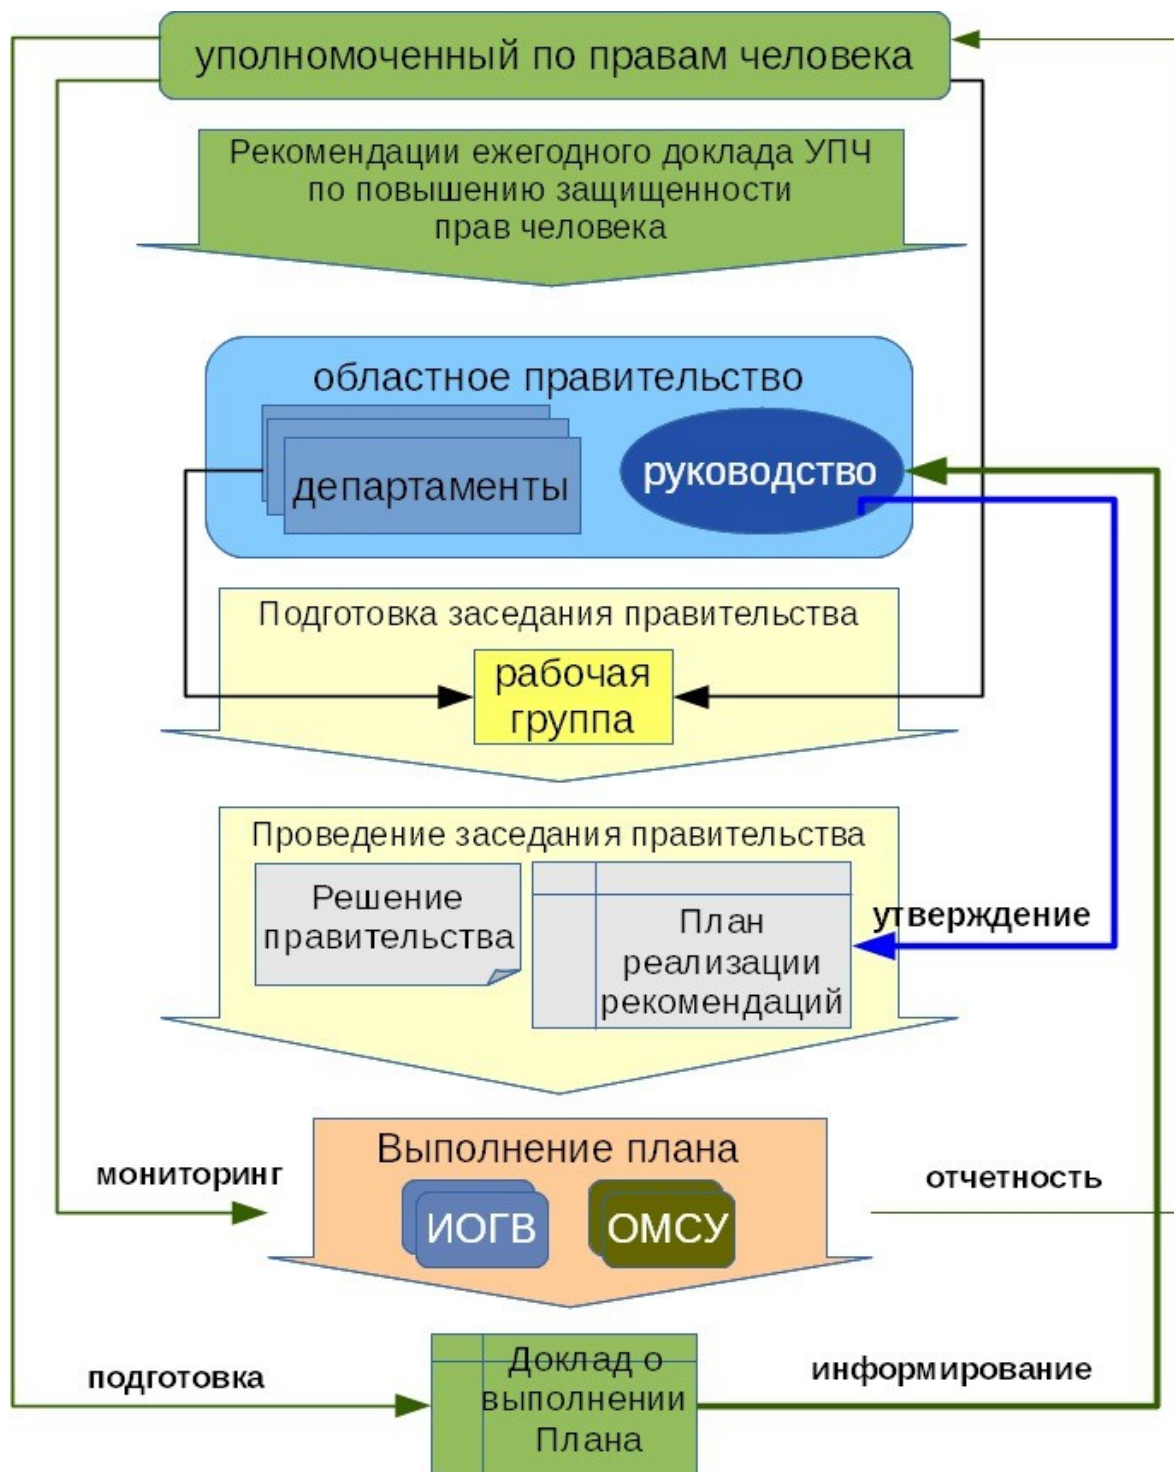 уполномоченный по правам человека
Рекомендации ежегодного доклада УПЧ
по повышению защищенности
прав человека
областное правительство
департаменты
руководство
Подготовка заседания правительства
рабочая
группа
Проведение заседания правительства
Решение
правительства
План
реализации
рекомендаций
утверждение
Выполнение плана
мониторинг
ИОГВ
ОМСУ
отчетность
подготовка
Доклад о
выполнении
Плана
информирование